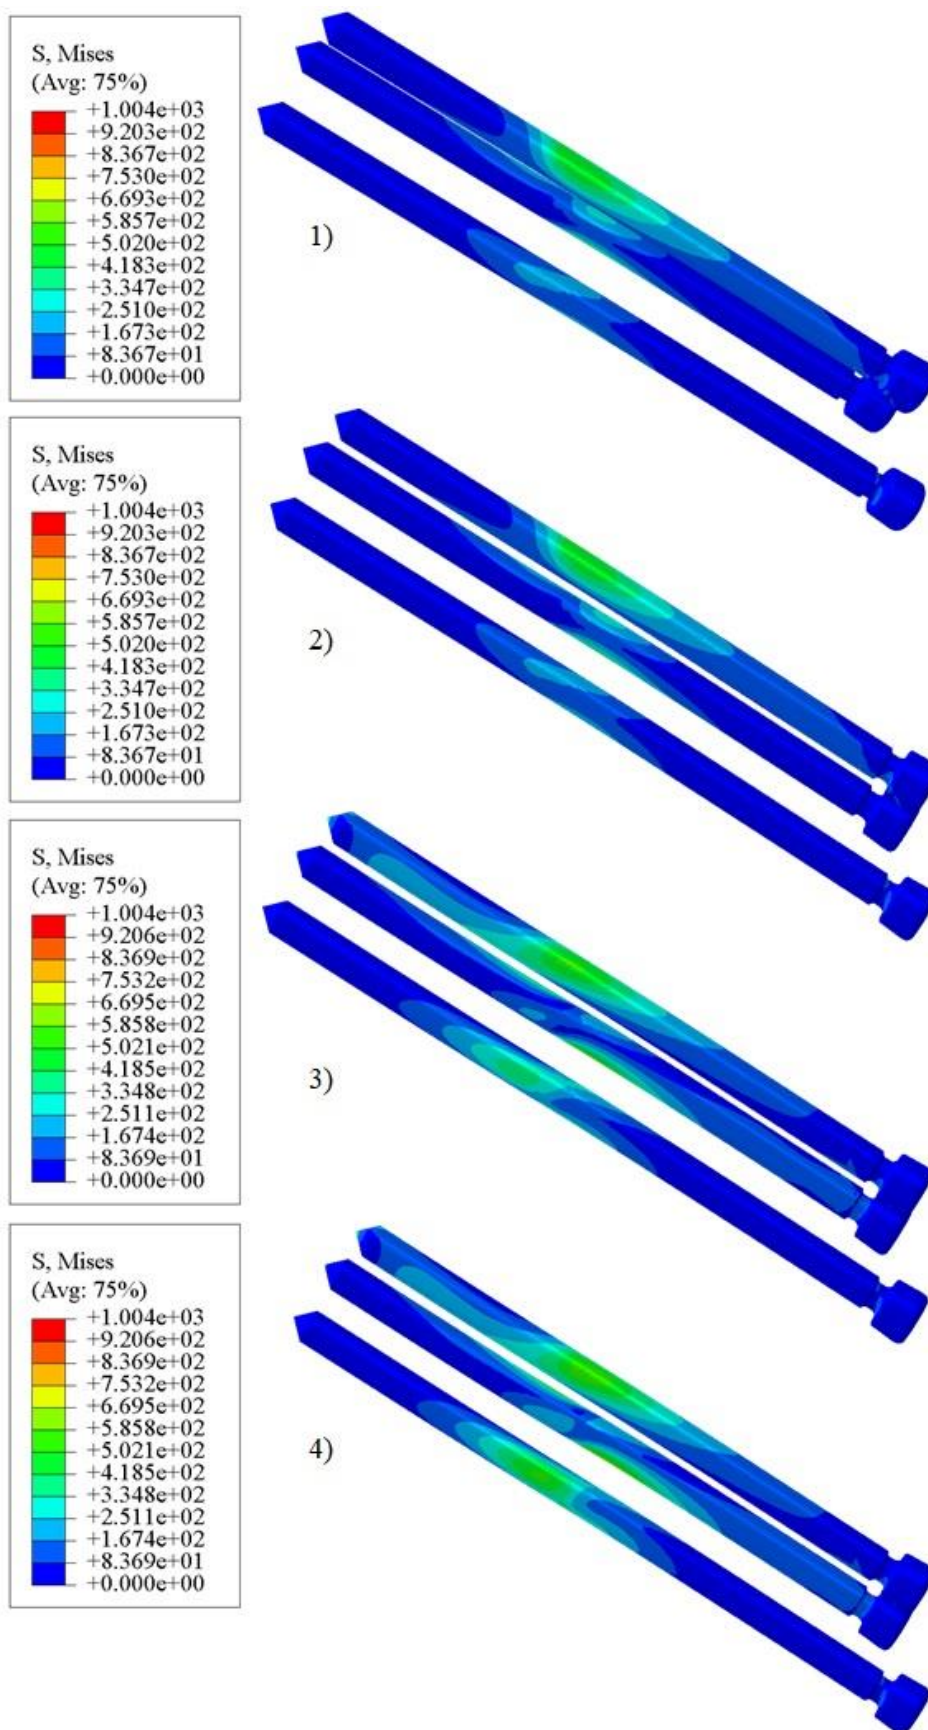 S, Mises
(Avg: 75%)
+1.004e+03
+9.203e+02
+8.367e+02
+7.530e+02
+6.693e+02
+5.857e+02
+5.020e+02
+4.183e+02
+3.347e+02
+2.510e+02
+1.673e+02
+8.367e+01
+0.000e+00
1)
S, Mises
(Avg: 75%)
+1.004e+03
+9.203e+02
+8.367e+02
+7.530e+02
+6.693e+02
+5.857e+02
+5.020e+02
+4.183e+02
+3.347e+02
+2.510e+02
+1.673e+02
+8.367e+01
+0.000e+00
2)
S, Mises
(Avg: 75%)
+1.004e+03
+9.206e+02
+8.369e+02
+7.532e+02
+6.695e+02
+5.858e+02
+5.021e+02
+4.185e+02
+3.348e+02
+2.511e+02
+1.674e+02
+8.369e+01
+0.000e+00
3)
S, Mises
(Avg: 75%)
+1.004e+03
+9.206e+02
+8.369e+02
+7.532e+02
+6.695e+02
+5.858e+02
+5.021e+02
+4.185e+02
+3.348e+02
+2.511e+02
+1.674e+02
+8.369e+01
+0.000e+00
4)